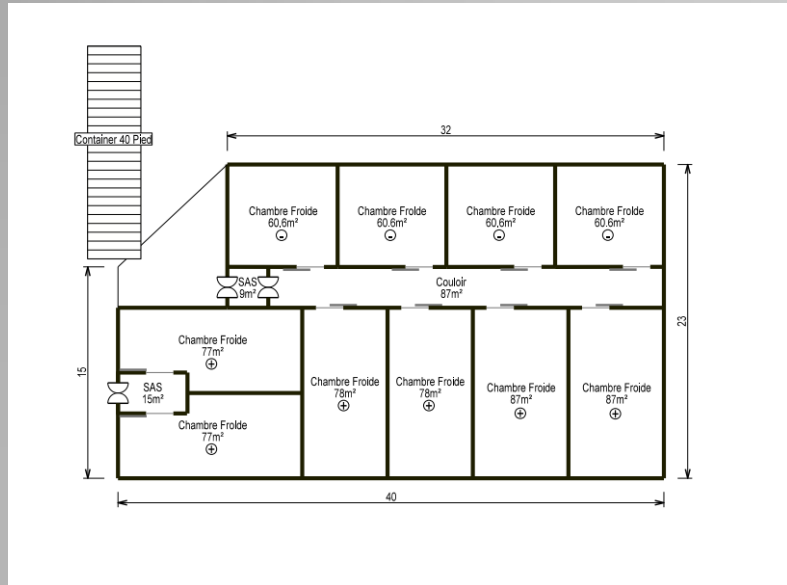 Container 40 Pied
32
Chambre Froide
60,6m²
-
Chambre Froide
60.6m²
-
Chambre Froide
60,6m²
-
Chambre Froide
60.6m²
-
SAS
9m²
Couloir
87m²
15
23
Chambre Froide
77m²
+
SAS
15m²
Chambre Froide
77m²
+
Chambre Froide
78m²
+
Chambre Froide
78m²
+
Chambre Froide
87m²
+
Chambre Froide
87m²
+
40